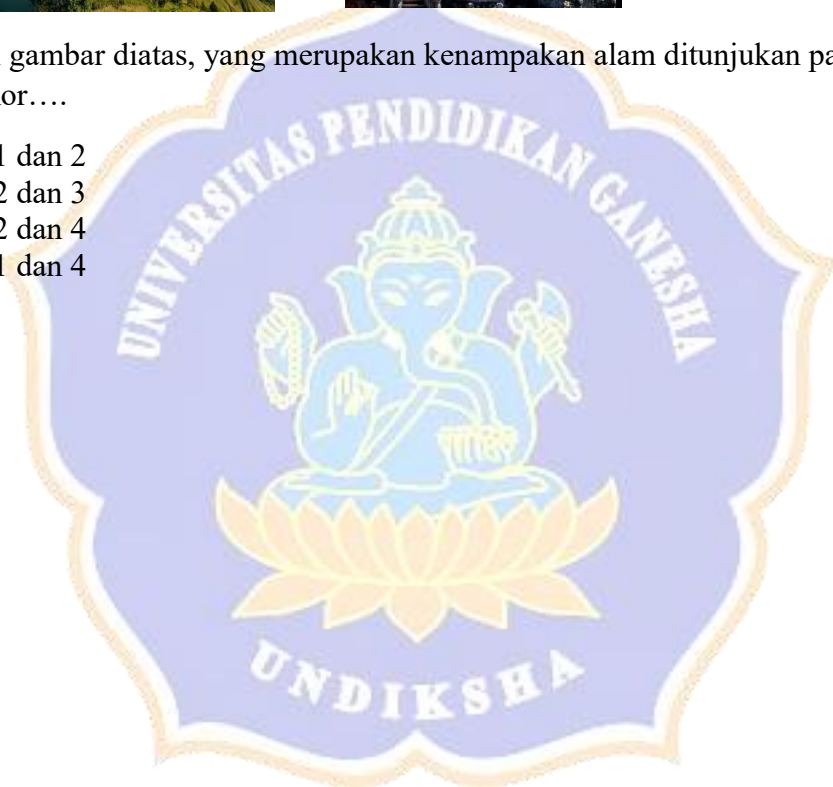 gambar diatas, yang merupakan kenampakan alam ditunjukan
or….
1 dan 2
2 dan 3
2 dan 4
1 dan 4
UNIVERSITAS PENDIDIKAN GANESHA
UNDIKSHA